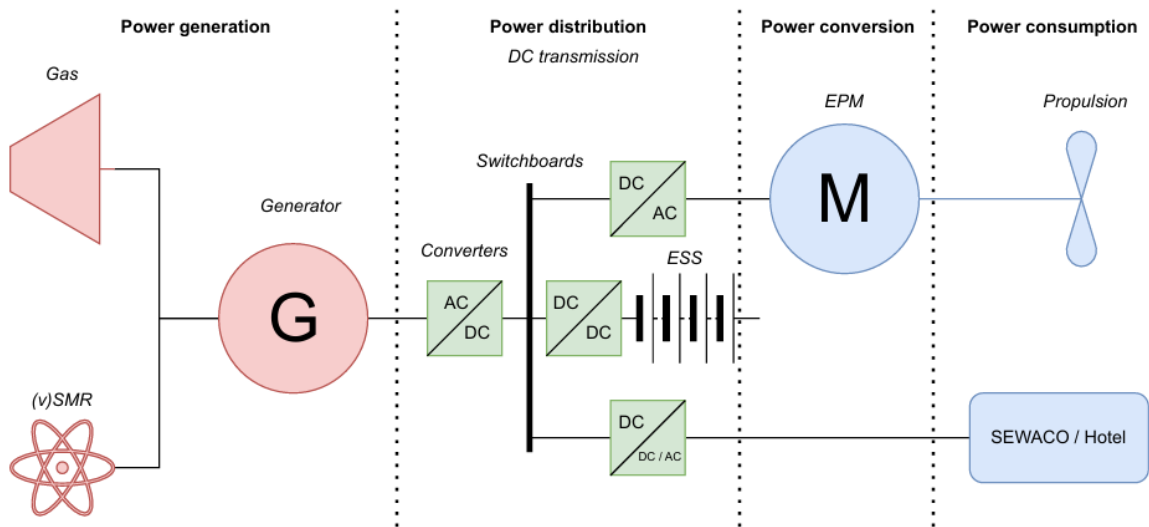 Power generation
Power distribution
Power conversion
Power consumption
DC transmission
Gas
EPM
Propulsion
Switchboards
DC
AC
M
Generator
Converters
ESS
G
AC
DC
DC
DC
(v)SMR
DC
DC / AC
SEWACO / Hotel